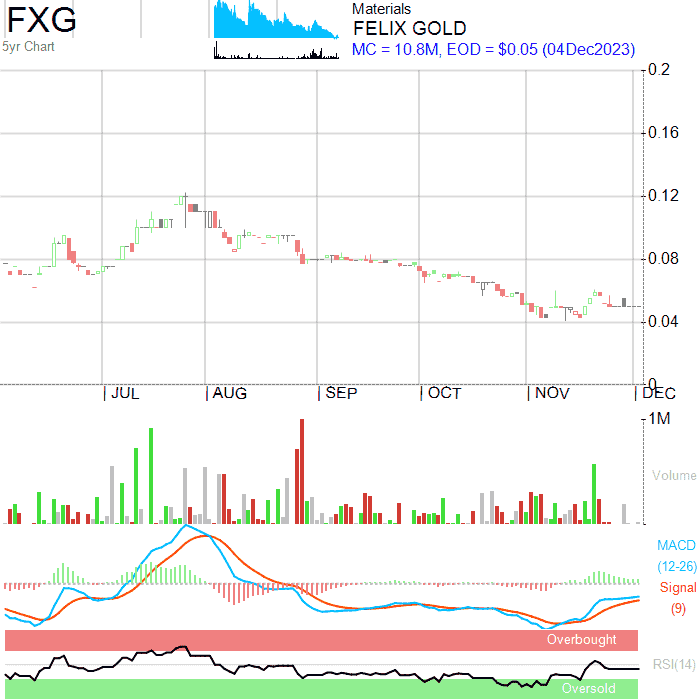 FXG
5yr Chart
Materials
FELIX GOLD
MC = 10.8M, EOD = $0.05 (04Dec2023)
0.2
0.16
0.12
0.08
0.04
0
JUL AUG SEP OCT NOV DEC
1M
Volume
MACD
(12-26)
Signal
(9)
Overbought
RSI(14)
Oversold